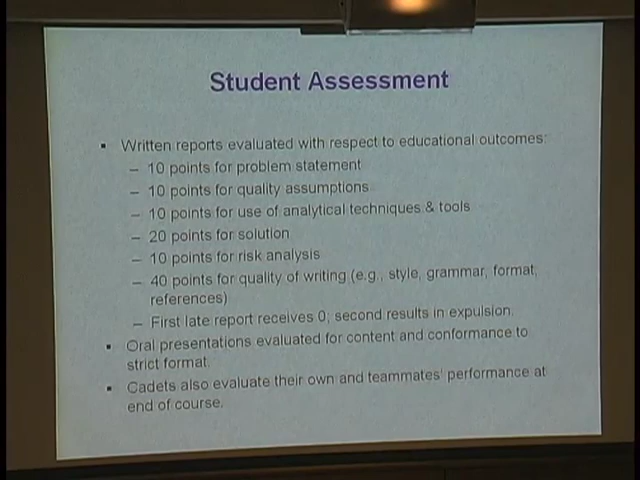 Student Assessment
▪ Written reports evaluated with respect to educational outcomes:
– 10 points for problem statement
– 10 points for quality assumptions
– 10 points for use of analytical techniques & tools
– 20 points for solution
– 10 points for risk analysis
– 40 points for quality of writing (e.g., style, grammar, format,
references)
– First late report receives 0; second results in expulsion.
▪ Oral presentations evaluated for content and conformance to
strict format.
▪ Cadets also evaluate their own and teammates' performance at
end of course.